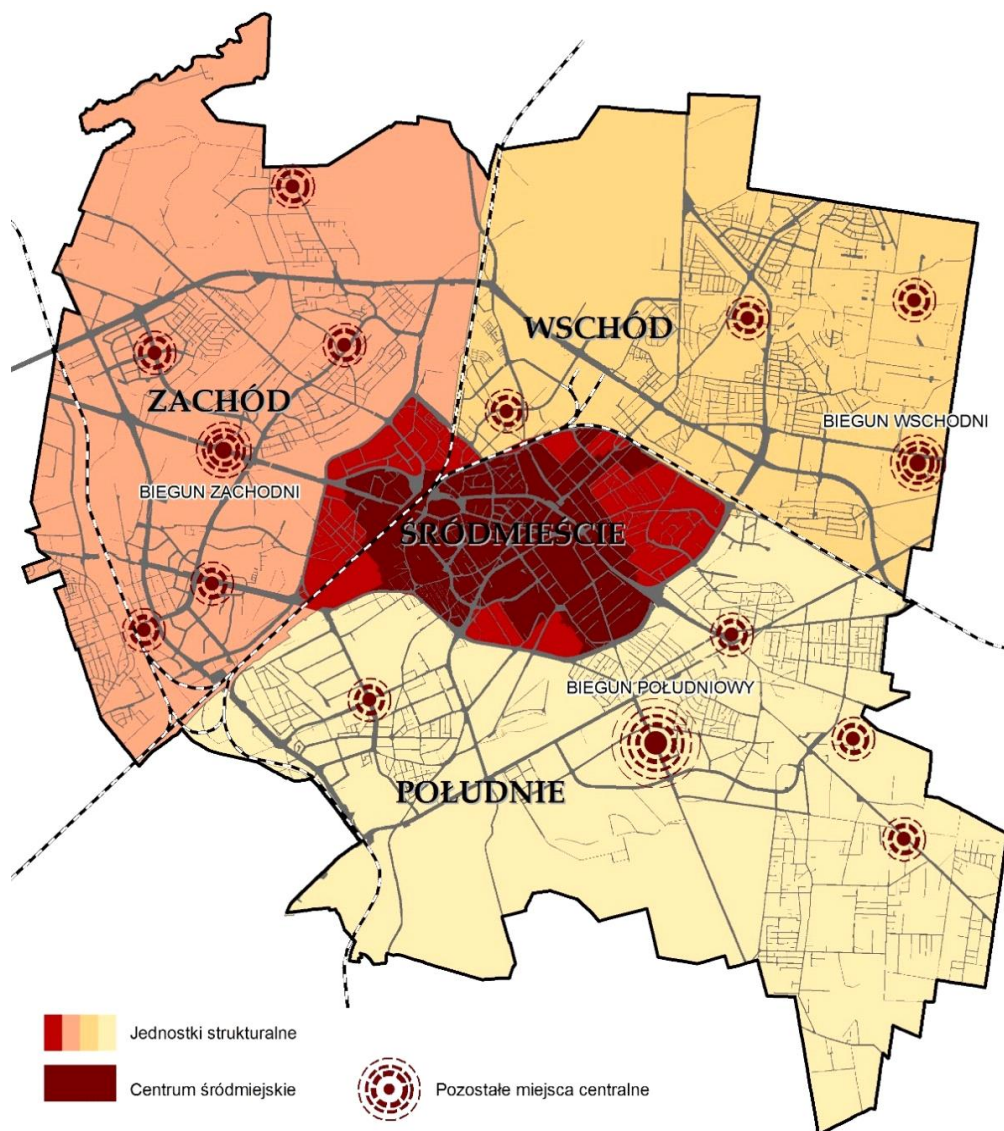 WSCHÓD
ZACHÓD
BIEGUN WSCHODNI
BIEGUN ZACHODNI
ŚRÓDMIEŚCIE
BIEGUN POŁUDNIOWY
POŁUDNIE
Jednostki strukturalne
Centrum śródmiejskie
Pozostałe miejsca centralne